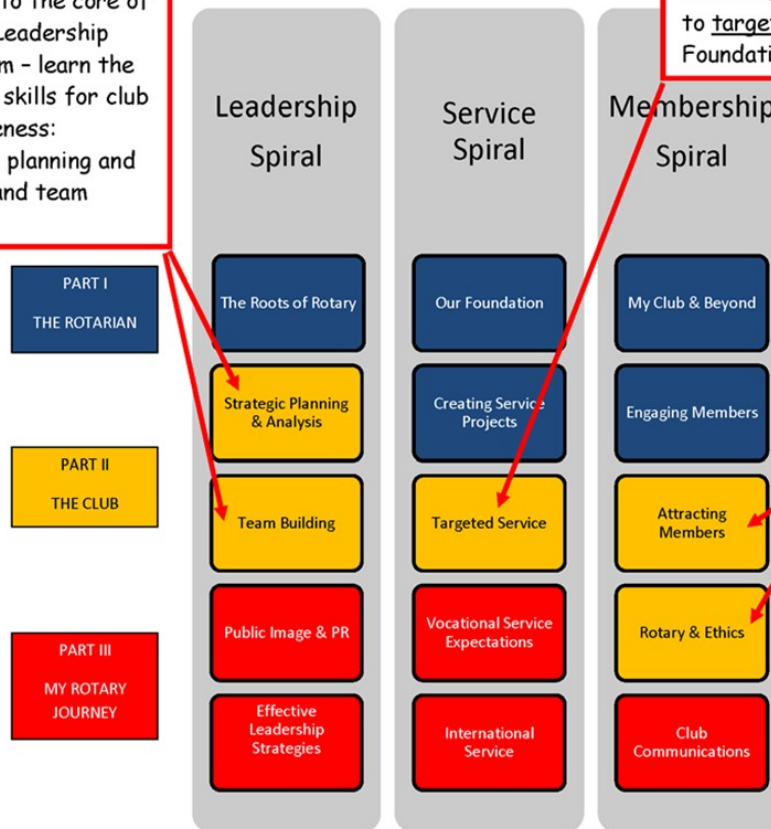 to the core of
Leadership
m – learn the
skills for club
eness:
planning and
and team
to targe
Foundati
Leadership
Spiral
Service
Spiral
Membership
Spiral
PART I
THE ROTARIAN
The Roots of Rotary
Our Foundation
My Club & Beyond
Strategic Planning
& Analysis
Creating Service
Projects
Engaging Members
PART II
THE CLUB
Team Building
Targeted Service
Attracting
Members
Public Image & PR
Vocational Service
Expectations
Rotary & Ethics
PART III
MY ROTARY
JOURNEY
Effective
Leadership
Strategies
International
Service
Club
Communications